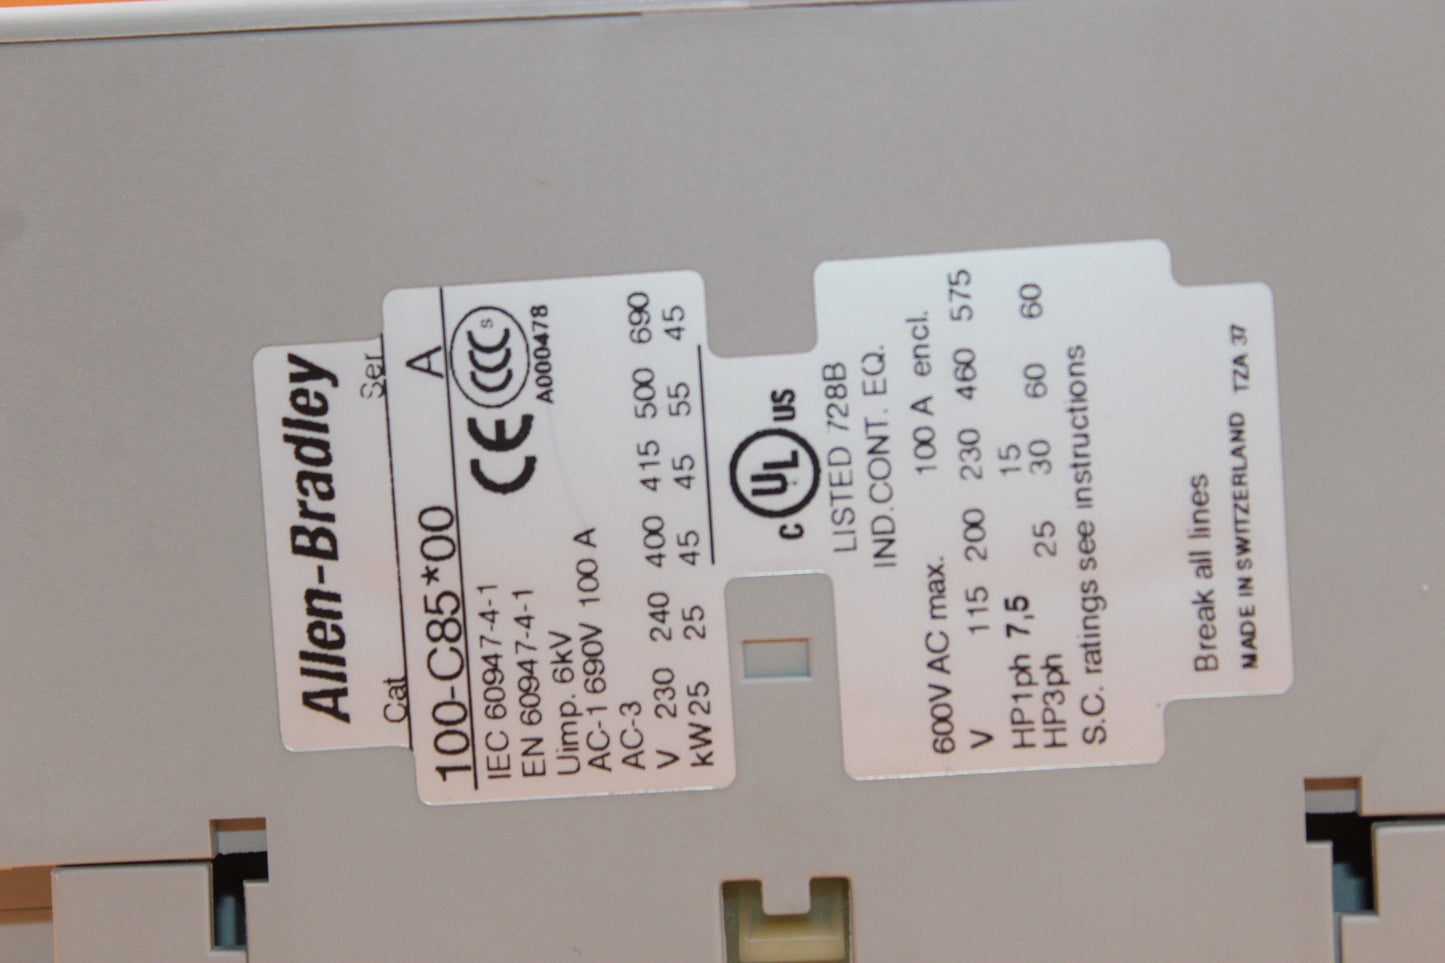 Allen-Bradley
Cat Ser
100-C85*00 A
IEC 60947-4-1
EN 60947-4-1
CE CCC S
A000478
Uimp. 6kV
AC-1 690V 100 A
AC-3
V 230 240 400 415 500 690
kW 25 25 45 45 55 45
C UL US
LISTED 728B
IND.CONT. EQ.
600V AC max. 100 A encl.
V 115 200 230 460 575
HP1ph 7,5 15
HP3ph 25 30 60 60
S.C. ratings see instructions
Break all lines
MADE IN SWITZERLAND TZA 37